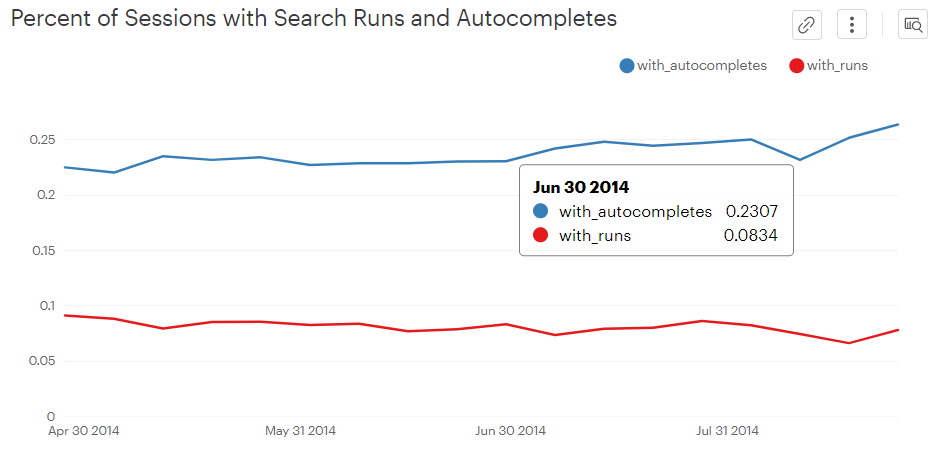 Percent of Sessions with Search Runs and Autocompletes
with_autocompletes with_runs
0.25
0.2
Jun 30 2014
with_autocompletes 0.2307
with_runs 0.0834
0.15
0.1
0.05
0
Apr 30 2014 May 31 2014 Jun 30 2014 Jul 31 2014